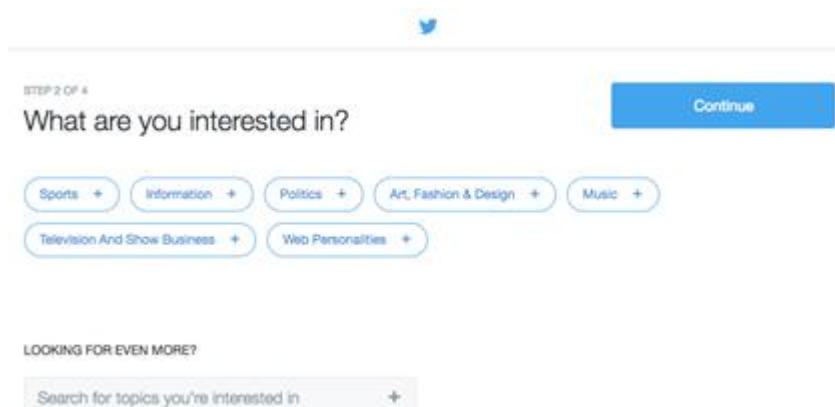 STEP 2 OF 4
What are you interested in?
Continue
Sports +
Information +
Politics +
Art, Fashion & Design +
Music +
Television And Show Business +
Web Personalities +
LOOKING FOR EVEN MORE?
Search for topics you're interested in +